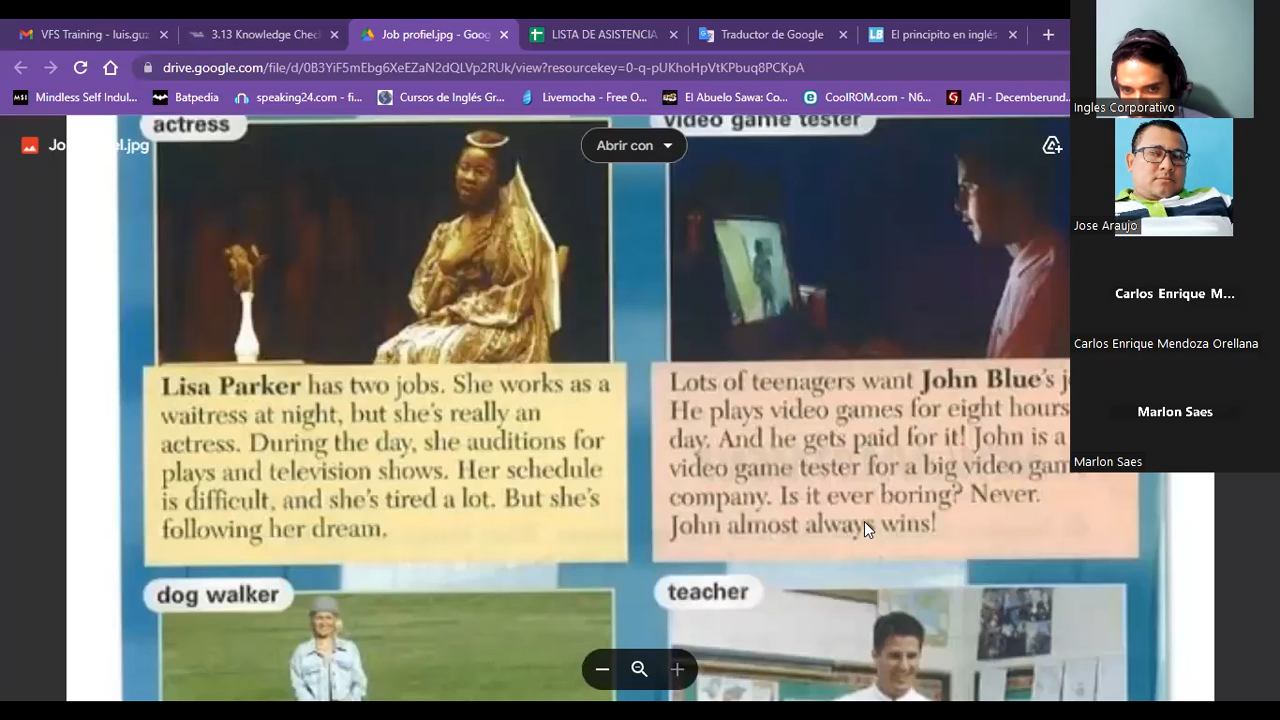 VFS Training - luis.guz
3.13 Knowledge Chec
Job profiel.jpg - Goog
LISTA DE ASISTENCIA
Traductor de Google
El principito en inglés
drive.google.com/file/d/0B3YiF5mEbg6XeEZaN2dQLVp2RUk/view?resourcekey=0-q-pUKhoHpVtKPbuq8PCKpA
Mindless Self Indul...
Batpedia
speaking24.com - fi...
Cursos de Inglés Gr...
Livemocha - Free O...
El Abuelo Sawa: Co...
CoolROM.com - N6...
AFI - Decemberund
Abrir con
actress
Lisa Parker has two jobs. She works as a
waitress at night, but she's really an
actress. During the day, she auditions for
plays and television shows. Her schedule
is difficult, and she's tired a lot. But she's
following her dream.
video game tester
Lots of teenagers want John Blue's j
He plays video games for eight hours
day. And he gets paid for it! John is a
video game tester for a big video gam
company. Is it ever boring? Never.
John almost always wins!
dog walker
teacher
Ingles Corporativo
Jose Araujo
Carlos Enrique M...
Carlos Enrique Mendoza Orellana
Marlon Saes
Marlon Saes